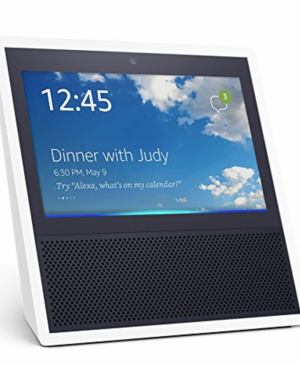 12:45
3
Dinner with Judy
6:30 PM, May 9
Try "Alexa, what's on my calendar?"